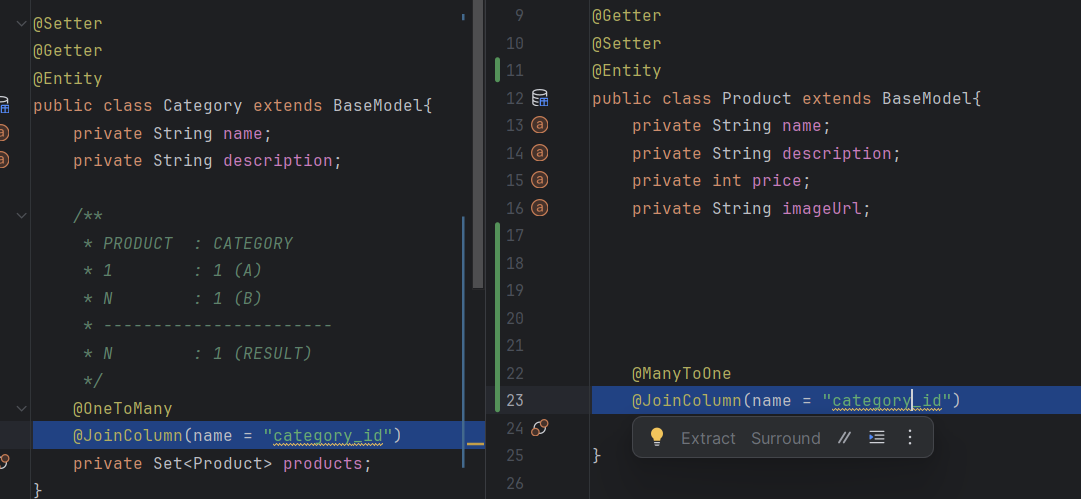 @Setter
@Getter
@Entity
public class Category extends BaseModel{
    private String name;
    private String description;
    /**
     * PRODUCT  : CATEGORY
     * 1        : 1 (A)
     * N        : 1 (B)
     * -----------------------
     * N        : 1 (RESULT)
     */
    @OneToMany
    @JoinColumn(name = "category_id")
    private Set<Product> products;
}
9 @Getter
10 @Setter
11 @Entity
12 public class Product extends BaseModel{
13     private String name;
14     private String description;
15     private int price;
16     private String imageUrl;
17
18
19
20
21
22     @ManyToOne
23     @JoinColumn(name = "category_id")
24
Extract Surround //
25 }
26